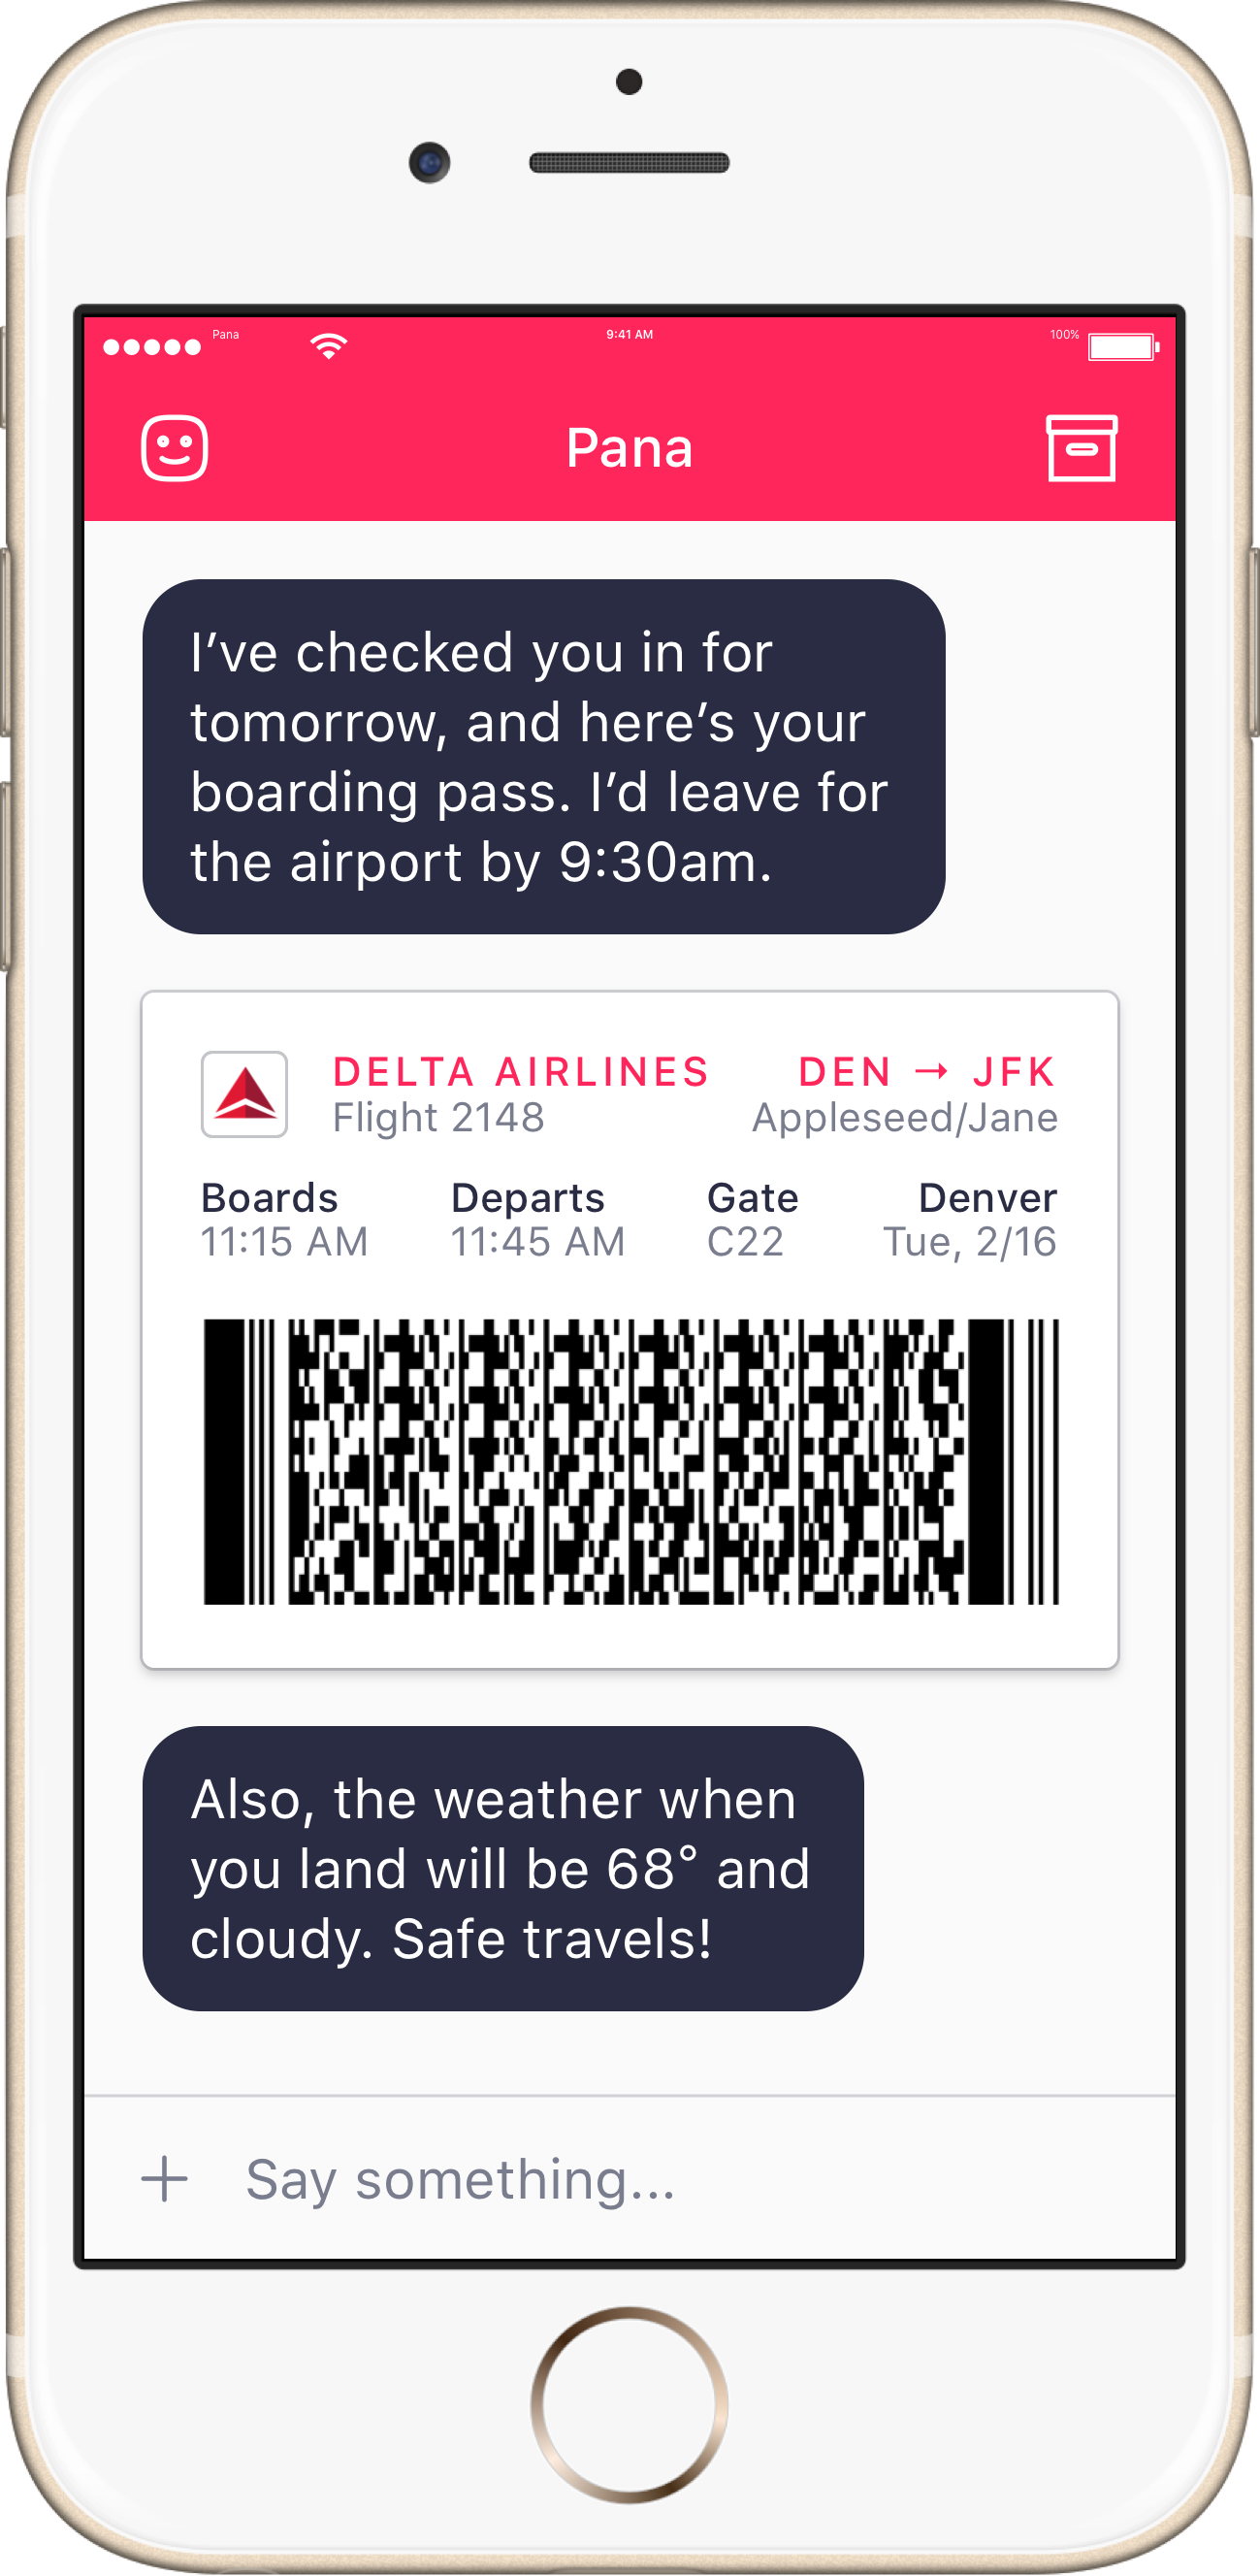 Pana 9:41 AM 100%
Pana
I’ve checked you in for
tomorrow, and here’s your
boarding pass. I’d leave for
the airport by 9:30am.
DELTA AIRLINES DEN → JFK
Flight 2148 Appleseed/Jane
Boards Departs Gate Denver
11:15 AM 11:45 AM C22 Tue, 2/16
Also, the weather when
you land will be 68° and
cloudy. Safe travels!
Say something...